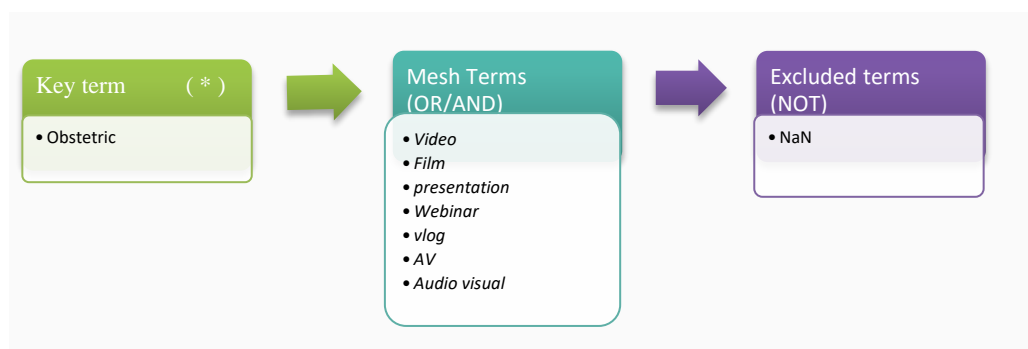 Key term ( * )
• Obstetric
Mesh Terms
(OR/AND)
• Video
• Film
• presentation
• Webinar
• vlog
• AV
• Audio visual
Excluded terms
(NOT)
• NaN